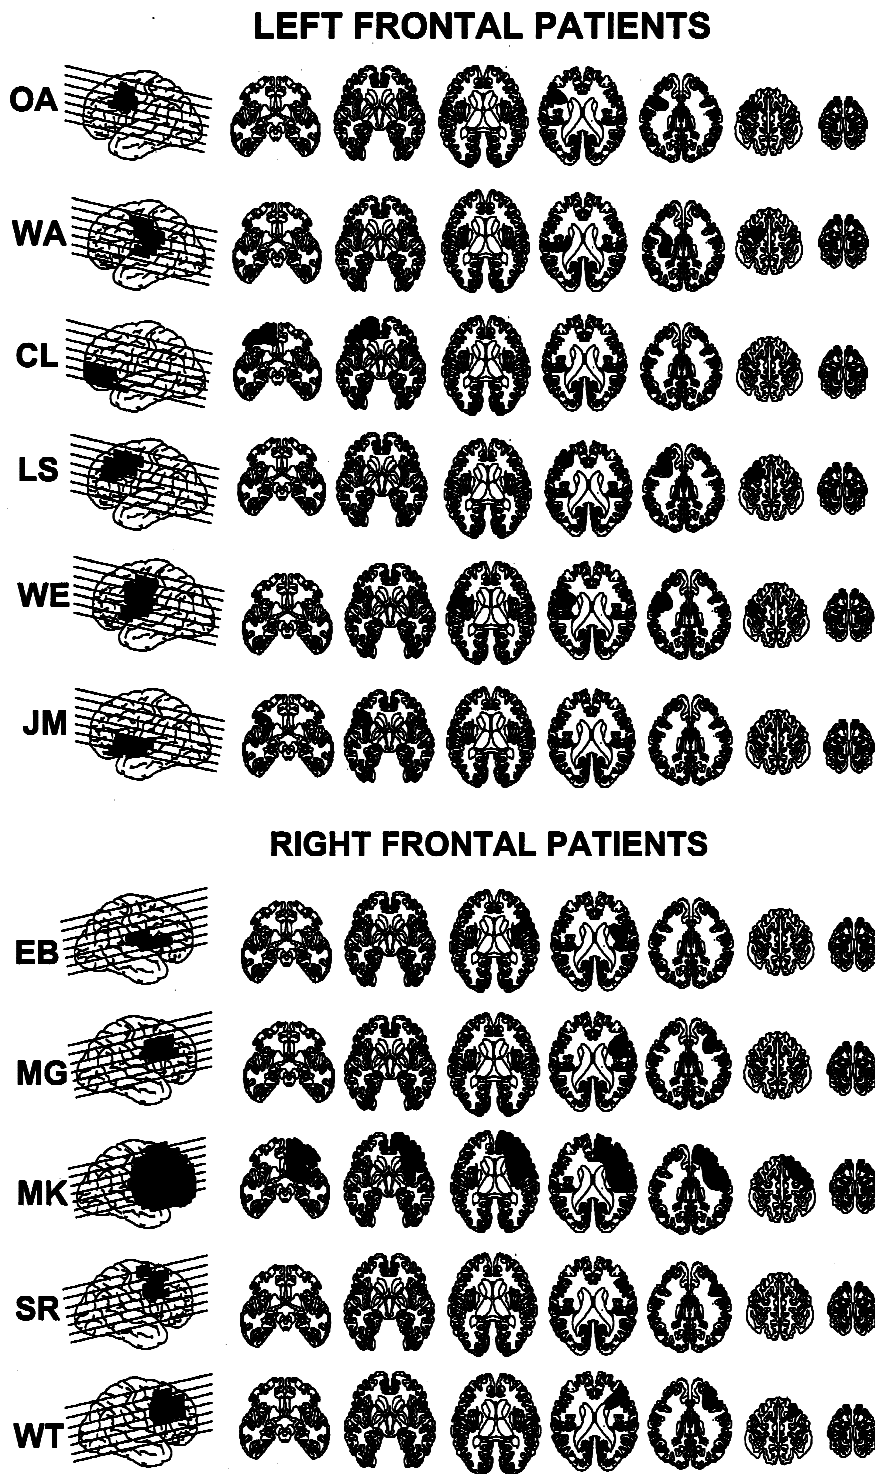 LEFT FRONTAL PATIENTS
OA
WA
CL
LS
WE
JM
RIGHT FRONTAL PATIENTS
EB
MG
MK
SR
WT